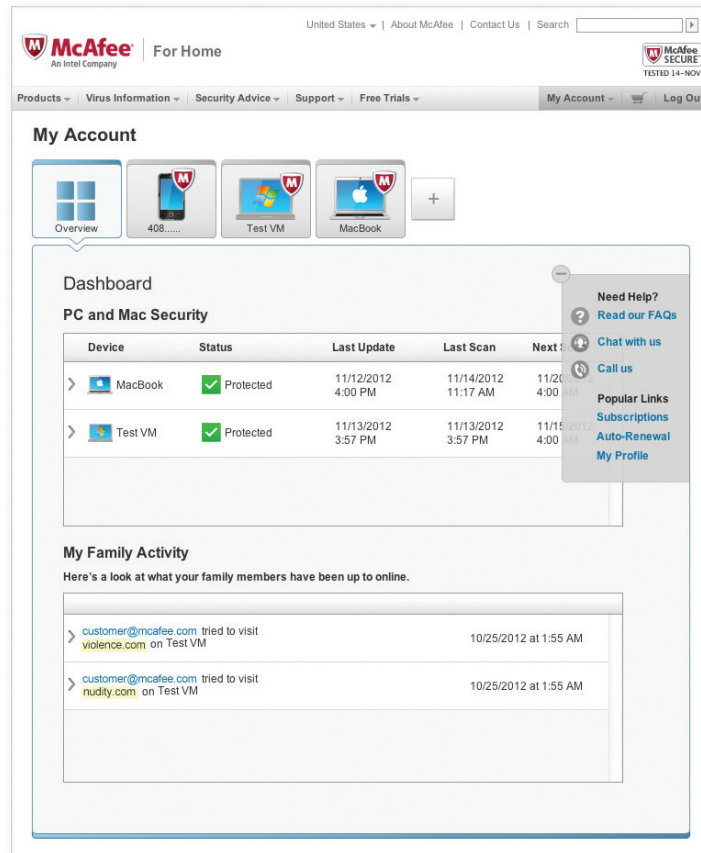 United States | About McAfee | Contact Us | Search
McAfee For Home
An Intel Company
McAfee
SECURE
TESTED 14-NOV
Products Virus Information Security Advice Support Free Trials My Account Log Ou
My Account
Overview 408...... Test VM MacBook +
Dashboard
PC and Mac Security
Device Status Last Update Last Scan Next
MacBook Protected 11/12/2012 11/14/2012 11/20/2012
4:00 PM 11:17 AM 4:00 AM
Test VM Protected 11/13/2012 11/13/2012 11/15/2012
3:57 PM 3:57 PM 4:00 AM
Need Help?
Read our FAQs
Chat with us
Call us
Popular Links
Subscriptions
Auto-Renewal
My Profile
My Family Activity
Here's a look at what your family members have been up to online.
customer@mcafee.com tried to visit
violence.com on Test VM 10/25/2012 at 1:55 AM
customer@mcafee.com tried to visit
nudity.com on Test VM 10/25/2012 at 1:55 AM